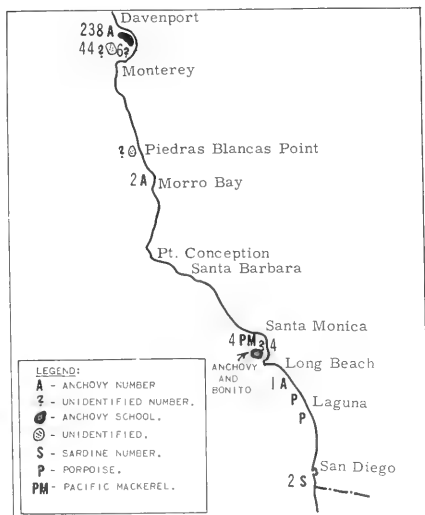 Davenport
238 A
44 ? 6?
Monterey
? Piedras Blancas Point
2 A Morro Bay
Pt. Conception
Santa Barbara
Santa Monica
4 PM ? 4
Long Beach
ANCHOVY
AND
BONITO
1 A
P Laguna
P
San Diego
2 S
LEGEND:
A - ANCHOVY NUMBER
? - UNIDENTIFIED NUMBER.
- ANCHOVY SCHOOL.
- UNIDENTIFIED.
S - SARDINE NUMBER.
P - PORPOISE.
PM - PACIFIC MACKEREL.